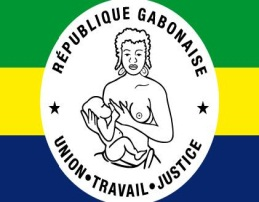 RÉPUBLIQUE GABONAISE
UNION • TRAVAIL • JUSTICE